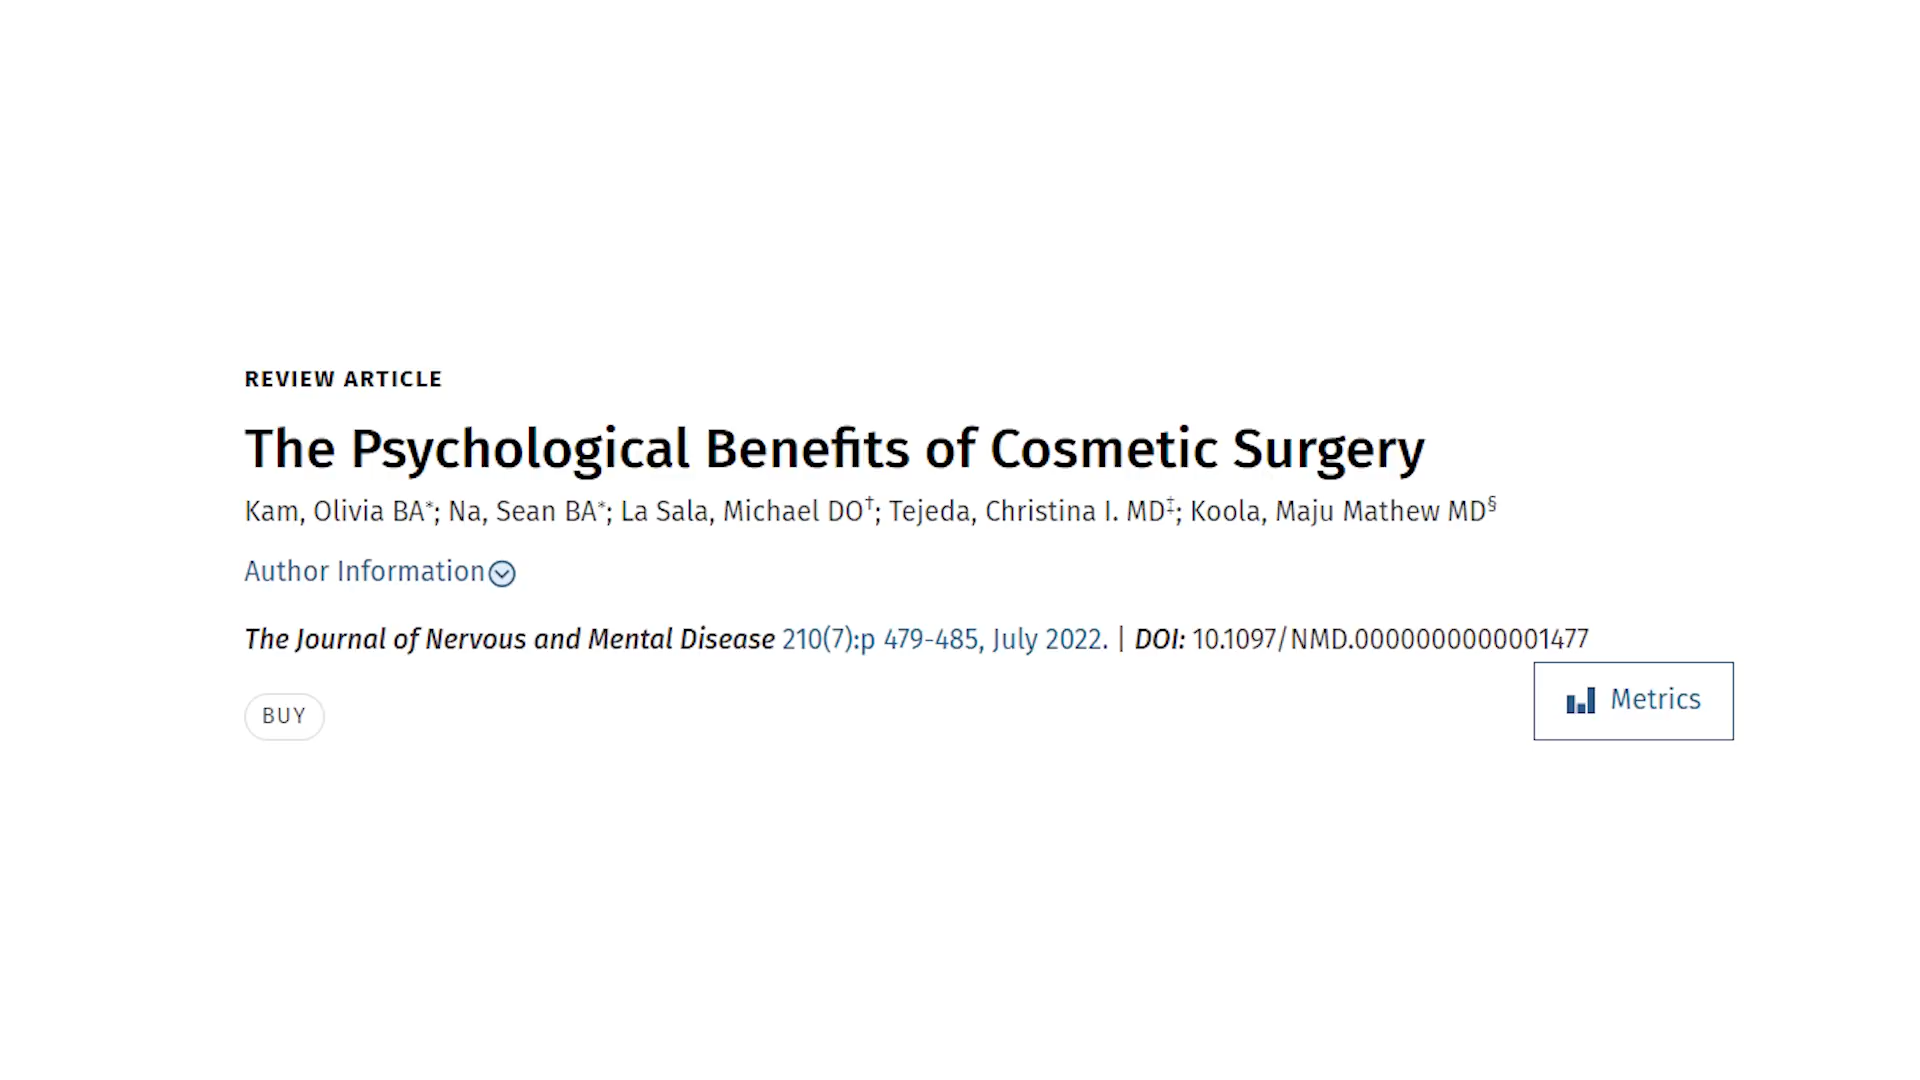 REVIEW ARTICLE
The Psychological Benefits of Cosmetic Surgery
Kam, Olivia BA*; Na, Sean BA*; La Sala, Michael DO†; Tejeda, Christina I. MD‡; Koola, Maju Mathew MD§
Author Information
The Journal of Nervous and Mental Disease 210(7):p 479-485, July 2022. | DOI: 10.1097/NMD.0000000000001477
BUY
Metrics